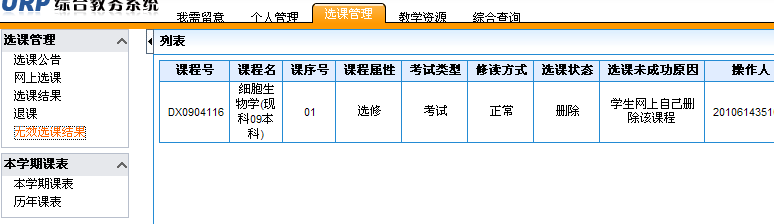 URP 综合教务系统
我需留意 个人管理 选课管理 教学资源 综合查询
选课管理
选课公告
网上选课
选课结果
退课
无效选课结果
本学期课表
本学期课表
历年课表
列表
课程号 课程名 课序号 课程属性 考试类型 修读方式 选课状态 选课未成功原因 操作人
DX0904116 细胞生物学(现科09本科) 01 选修 考试 正常 删除 学生网上自己删除该课程